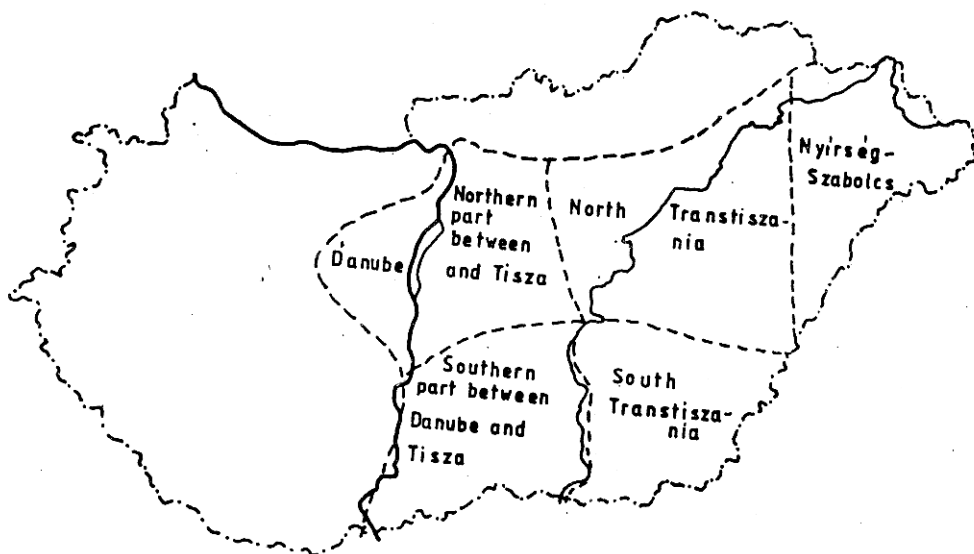 Northern
part
between
Danube and Tisza
North Transtisza-
nia
Nyírség-
Szabolcs
Southern
part between
Danube and
Tisza
South
Transtisza-
nia